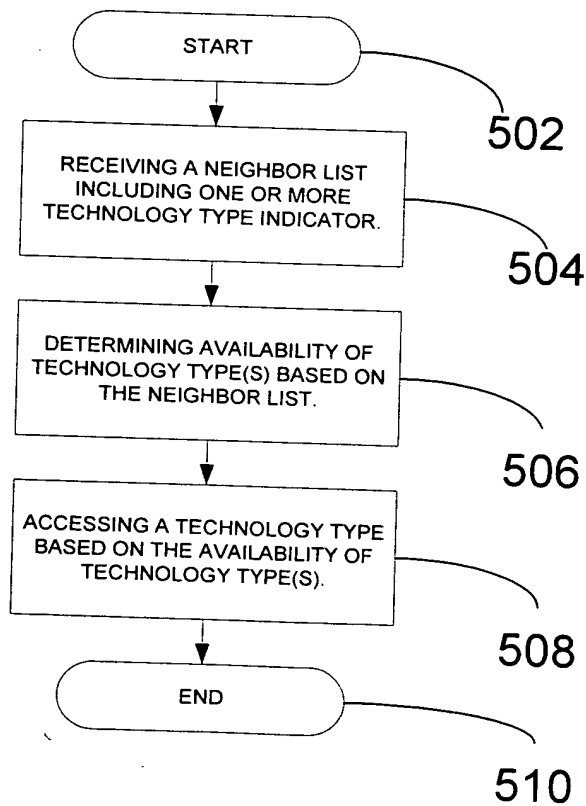 START
502
RECEIVING A NEIGHBOR LIST
INCLUDING ONE OR MORE
TECHNOLOGY TYPE INDICATOR.
504
DETERMINING AVAILABILITY OF
TECHNOLOGY TYPE(S) BASED ON
THE NEIGHBOR LIST.
506
ACCESSING A TECHNOLOGY TYPE
BASED ON THE AVAILABILITY OF
TECHNOLOGY TYPE(S).
508
END
510